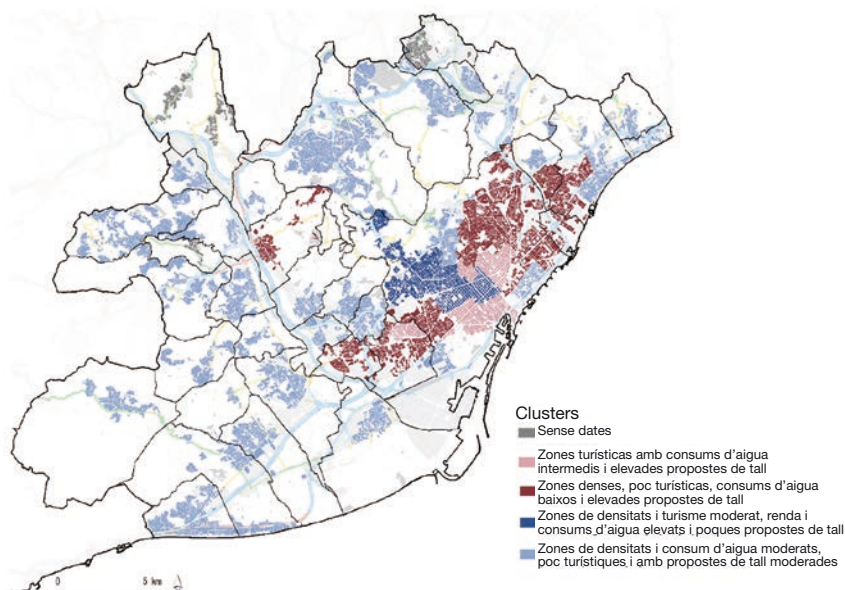 Clusters
Sense dates
Zones turísticas amb consums d'aigua
intermedis i elevades propostes de tall
Zones denses, poc turísticas, consums d'aigua
baixos i elevades propostes de tall
Zones de densitats i turisme moderat, renda i
consums d'aigua elevats i poques propostes de tall
Zones de densitats i consum d'aigua moderats,
poc turístiques i amb propostes de tall moderades
0 5 km